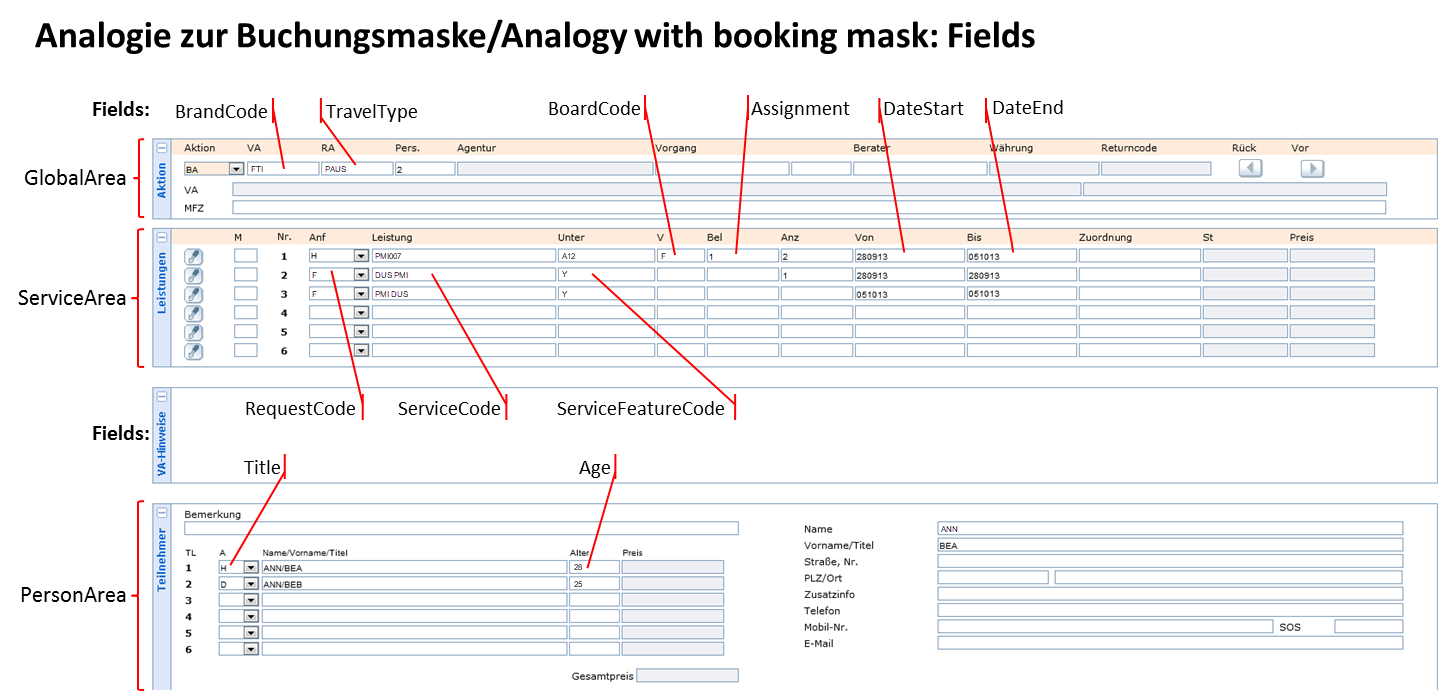 Analogie zur Buchungsmaske/Analogy with booking mask: Fields
Fields: BrandCode TravelType BoardCode Assignment DateStart DateEnd
GlobalArea
Aktion
Aktion VA RA Pers. Agentur Vorgang Berater Währung Returncode Rück Vor
BA FTI PAUS 2
VA
MFZ
ServiceArea
Leistungen
M Nr. Anf Leistung Unter V Bel Anz Von Bis Zuordnung St Preis
1 H PMI007 A12 F 1 2 280913 051013
2 F DUS PMI Y 1 280913 280913
3 F PMI DUS Y 051013 051013
4
5
6
RequestCode ServiceCode ServiceFeatureCode
Fields:
VA-Hinweise
Title Age
PersonArea
Teilnehmer
Bemerkung
TL A Name/Vorname/Titel Alter Preis
1 H ANN/BEA 28
2 D ANN/BEB 25
3
4
5
6
Gesamtpreis
Name ANN
Vorname/Titel BEA
Straße, Nr.
PLZ/Ort
Zusatzinfo
Telefon
Mobil-Nr. SOS
E-Mail